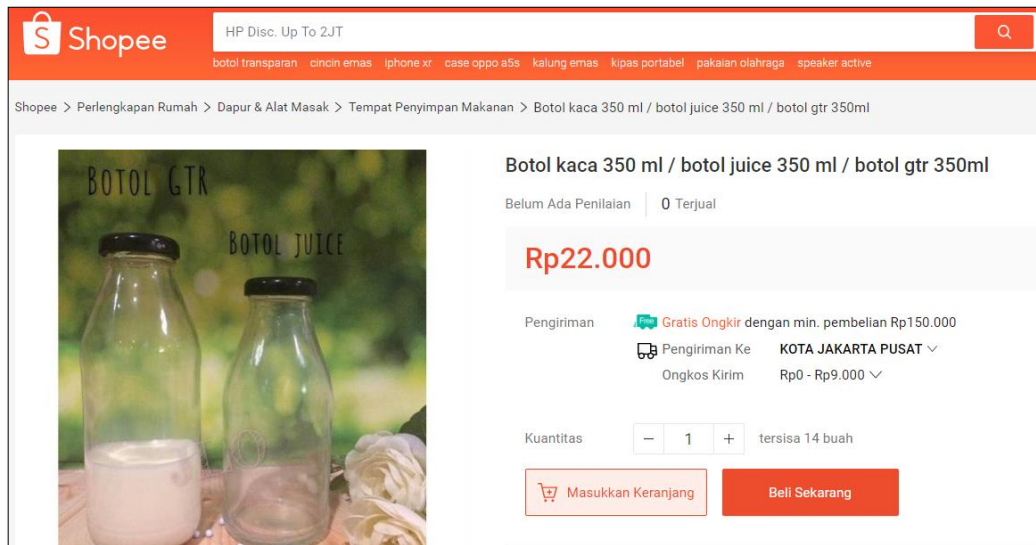 Shopee
HP Disc. Up To 2JT
botol transparan cincin emas iphone xr case oppo a5s kalung emas kipas portabel pakaian olahraga speaker active
Shopee > Perlengkapan Rumah > Dapur & Alat Masak > Tempat Penyimpan Makanan > Botol kaca 350 ml / botol juice 350 ml / botol gtr 350ml
BOTOL GTR
BOTOL JUICE
Botol kaca 350 ml / botol juice 350 ml / botol gtr 350ml
Belum Ada Penilaian 0 Terjual
Rp22.000
Pengiriman Free Gratis Ongkir dengan min. pembelian Rp150.000
Pengiriman Ke KOTA JAKARTA PUSAT
Ongkos Kirim Rp0 - Rp9.000
Kuantitas - 1 + tersisa 14 buah
Masukkan Keranjang Beli Sekarang